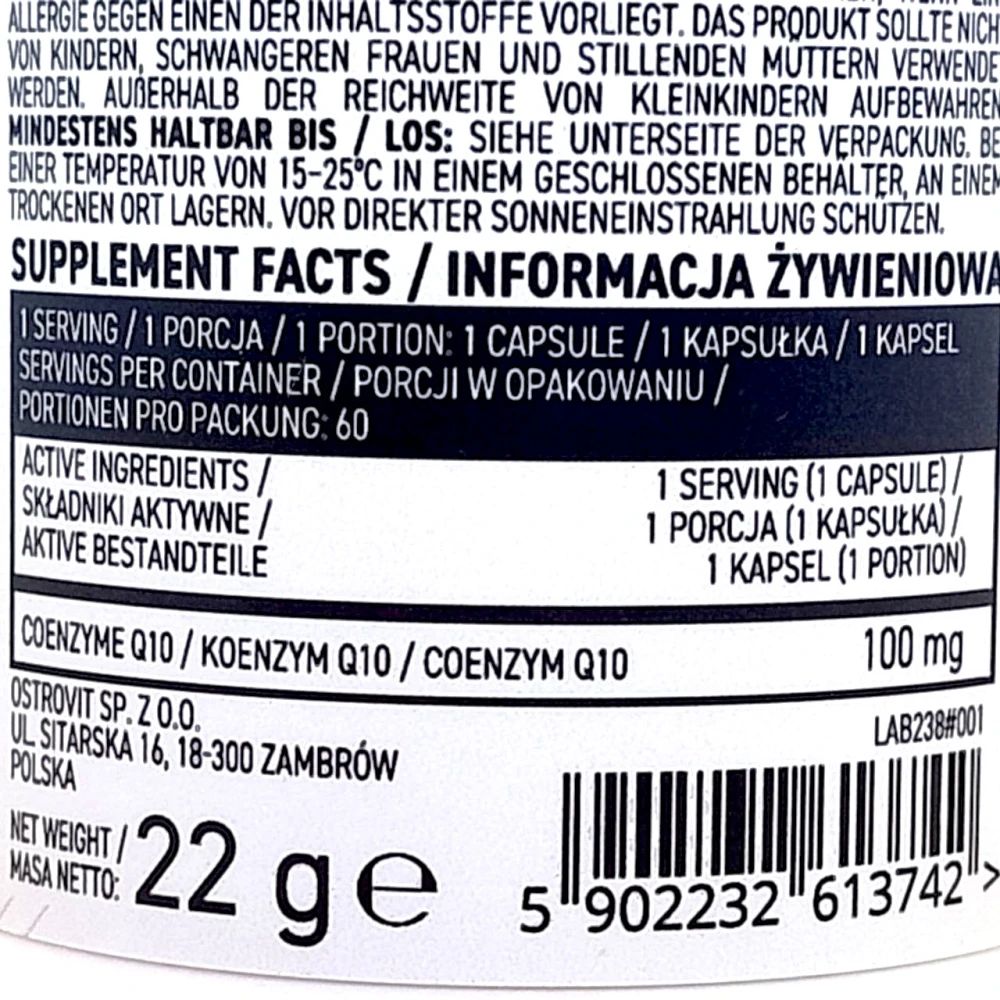 ALLERGIE GEGEN EINEN DER INHALTSSTOFFE VORLIEGT. DAS PRODUKT SOLLTE NICH
VON KINDERN, SCHWANGEREN FRAUEN UND STILLENDEN MÜTTERN VERWENDE
WERDEN. AUßERHALB DER REICHWEITE VON KLEINKINDERN AUFBEWAHREN
MINDESTENS HALTBAR BIS / LOS: SIEHE UNTERSEITE DER VERPACKUNG. BE
EINER TEMPERATUR VON 15-25°C IN EINEM GESCHLOSSENEN BEHÄLTER, AN EINEM
TROCKENEN ORT LAGERN. VOR DIREKTER SONNENEINSTRAHLUNG SCHÜTZEN.
SUPPLEMENT FACTS / INFORMACJA ŻYWIENIOWA
1 SERVING / 1 PORCJA / 1 PORTION: 1 CAPSULE / 1 KAPSUŁKA / 1 KAPSEL
SERVINGS PER CONTAINER / PORCJI W OPAKOWANIU /
PORTIONEN PRO PACKUNG: 60
ACTIVE INGREDIENTS /
SKŁADNIKI AKTYWNE /
AKTIVE BESTANDTEILE
1 SERVING (1 CAPSULE) /
1 PORCJA (1 KAPSUŁKA) /
1 KAPSEL (1 PORTION)
COENZYME Q10 / KOENZYM Q10 / COENZYM Q10 100 mg
OSTROVIT SP. Z O.O.
UL SITARSKA 16, 18-300 ZAMBRÓW
POLSKA
LAB238#001
NET WEIGHT /
MASA NETTO:
22 g e
5 902232 613742 >